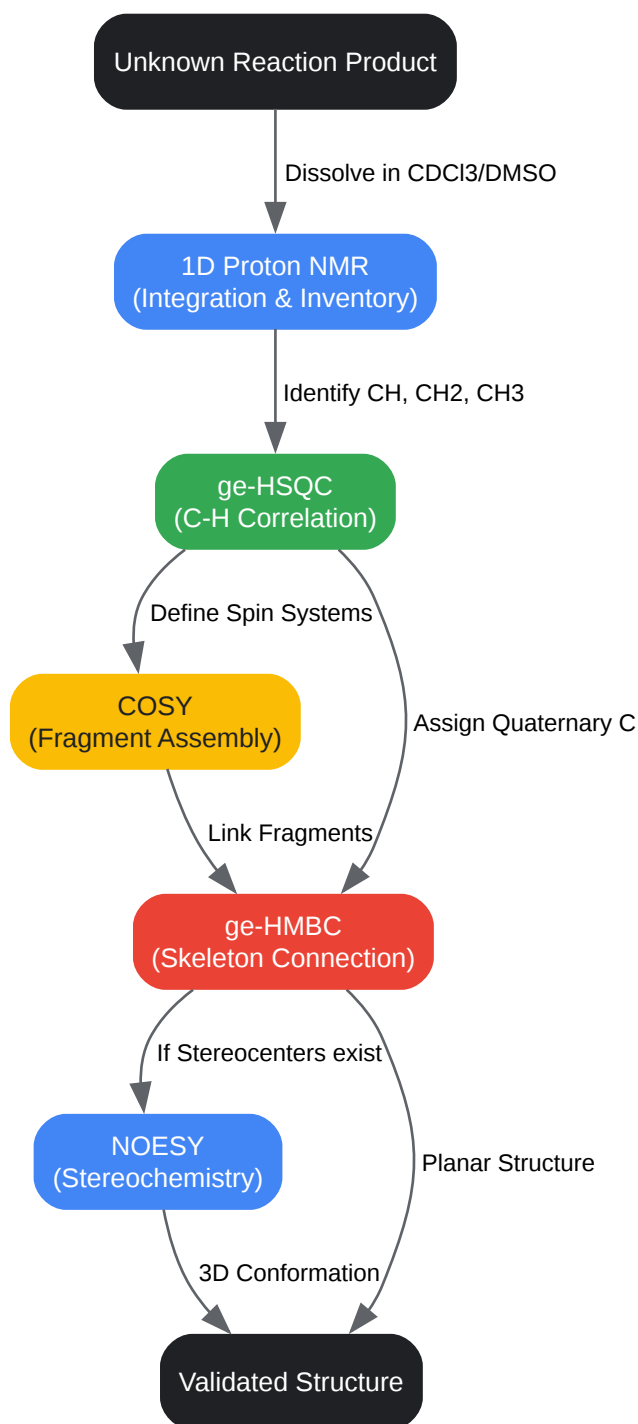 Unknown Reaction Product
Dissolve in CDCl3/DMSO
1D Proton NMR
(Integration & Inventory)
Identify CH, CH2, CH3
ge-HSQC
(C-H Correlation)
Define Spin Systems
COSY
(Fragment Assembly)
Assign Quaternary C
Link Fragments
ge-HMBC
(Skeleton Connection)
If Stereocenters exist
NOESY
(Stereochemistry)
Planar Structure
3D Conformation
Validated Structure